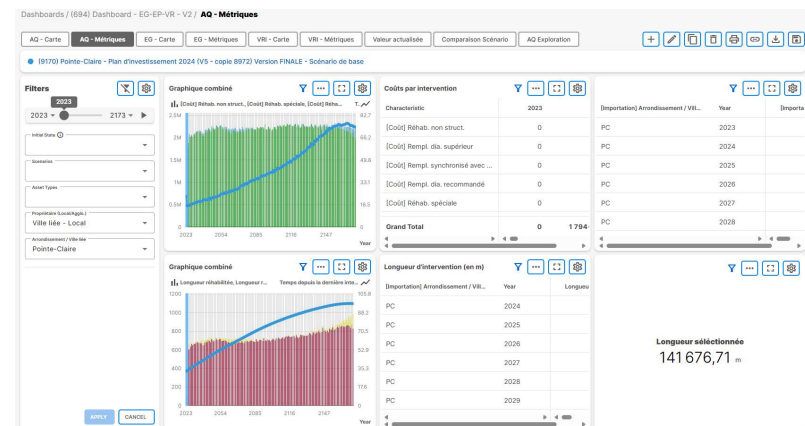 Dashboards / (694) Dashboard - EG-EP-VR - V2 / AQ - Métriques
AQ - Carte
AQ - Métriques
EG - Carte
EG - Métriques
VRI - Carte
VRI - Métriques
Valeur actualisée
Comparaison Scénario
AQ Exploration
(9170) Pointe-Claire - Plan d'investissement 2024 (V5 - copie 8972) Version FINALE - Scénario de base
Filters
2023
2023
2173
Initial State
Scenarios
Asset Types
Propriétaire (Local/Agglo.)
Ville liée - Local
Arrondissement / Ville liée
Pointe-Claire
APPLY
CANCEL
Graphique combiné
[Coût] Réhab. non struct., [Coût] Réhab. spéciale, [Coût] Réha...
T...
2.5M
2M
1.5M
1M
0.5M
0
82.7
66.2
49.6
33.1
16.5
0
2023 2054 2085 2116 2147
Year
Coûts par intervention
Characteristic 2023
[Coût] Réhab. non struct. 0
[Coût] Rempl. dia. supérieur 0
[Coût] Rempl. synchronisé avec ... 0
[Coût] Rempl. dia. recommandé 0
[Coût] Réhab. spéciale 0
Grand Total 0 1 794
[Importation] Arrondissement / Vill... Year [Importa
PC 2023
PC 2024
PC 2025
PC 2026
PC 2027
PC 2028
Graphique combiné
Longueur réhabilitée, Longueur r...
Temps depuis la dernière inte...
1200
1000
800
600
400
200
0
105.8
88.2
70.5
52.9
35.3
17.6
0
2023 2054 2085 2116 2147
Year
Longueur d'intervention (en m)
[Importation] Arrondissement / Vill... Year Longueu
PC 2024
PC 2025
PC 2026
PC 2027
PC 2028
PC 2029
Longueur séléctionnée
141 676,71 m